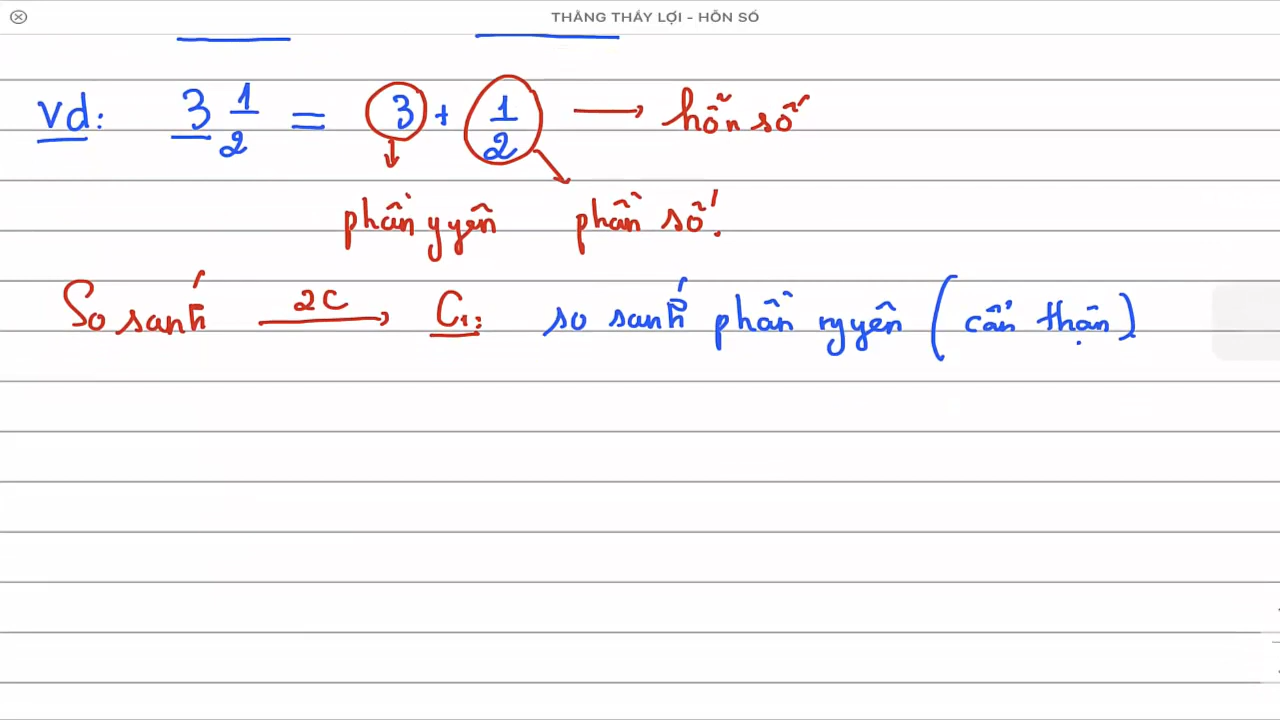 THẮNG THẦY LỢI - HỖN SỐ
vd: 3 1/2 = 3 + 1/2 → hỗn số
phần nguyên phần số.
So sánh 2C → C1: so sánh phần nguyên (cẩn thận)